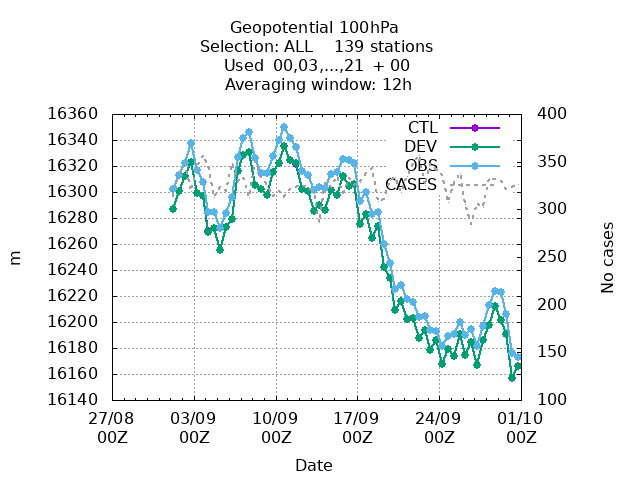 Geopotential 100hPa
Selection: ALL 139 stations
Used 00,03,...,21 + 00
Averaging window: 12h
16360
16340
16320
16300
16280
16260
16240
16220
16200
16180
16160
16140
400
350
300
250
200
150
100
CTL
DEV
OBS
CASES
m
No cases
27/08 03/09 10/09 17/09 24/09 01/10
00Z 00Z 00Z 00Z 00Z 00Z
Date